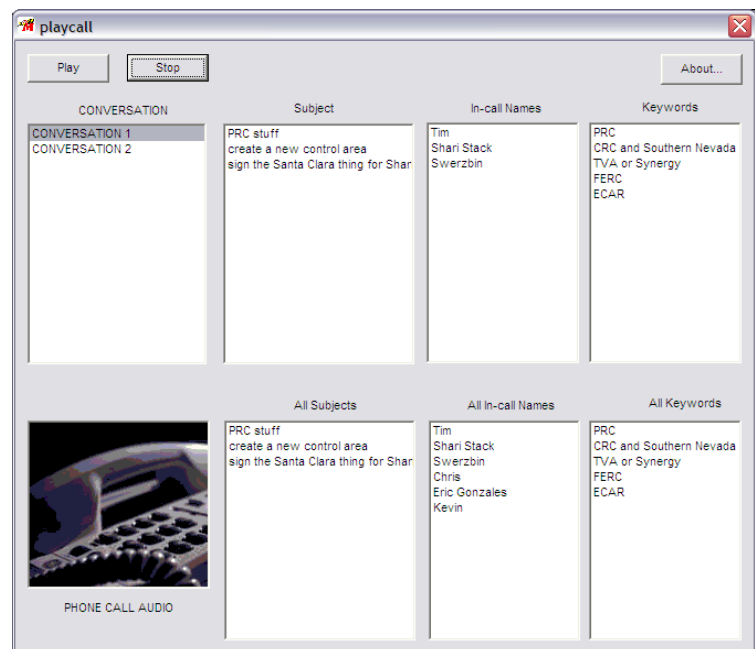 playcall
Play
Stop
About...
CONVERSATION
Subject
In-call Names
Keywords
CONVERSATION 1
CONVERSATION 2
PRC stuff
create a new control area
sign the Santa Clara thing for Shar
Tim
Shari Stack
Swerzbin
PRC
CRC and Southern Nevada
TVA or Synergy
FERC
ECAR
All Subjects
All In-call Names
All Keywords
PRC stuff
create a new control area
sign the Santa Clara thing for Shar
Tim
Shari Stack
Swerzbin
Chris
Eric Gonzales
Kevin
PRC
CRC and Southern Nevada
TVA or Synergy
FERC
ECAR
PHONE CALL AUDIO